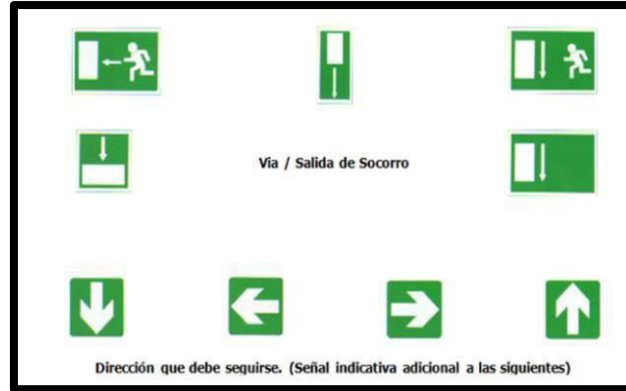 Vía / Salida de Socorro
Dirección que debe seguirse. (Señal indicativa adicional a las siguientes)